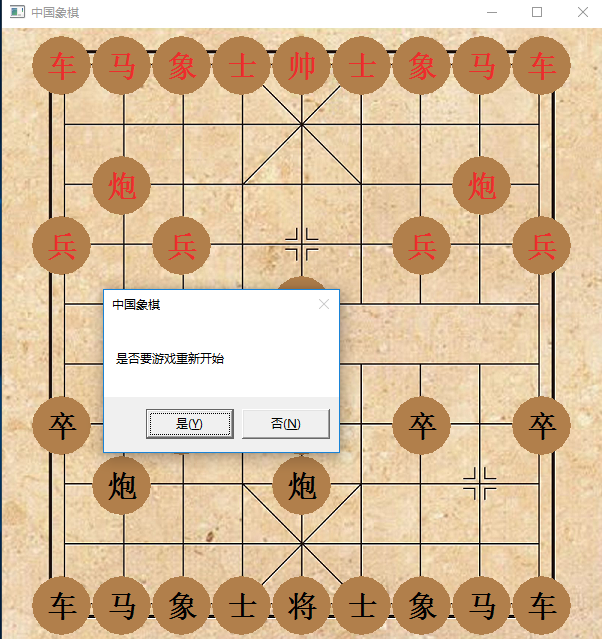 中国象棋
车马象士帅士象马车
炮 炮
兵 兵 兵 兵
中国象棋
是否要游戏重新开始
是(Y) 否(N)
卒 卒 卒
炮 炮
车马象士将士象马车